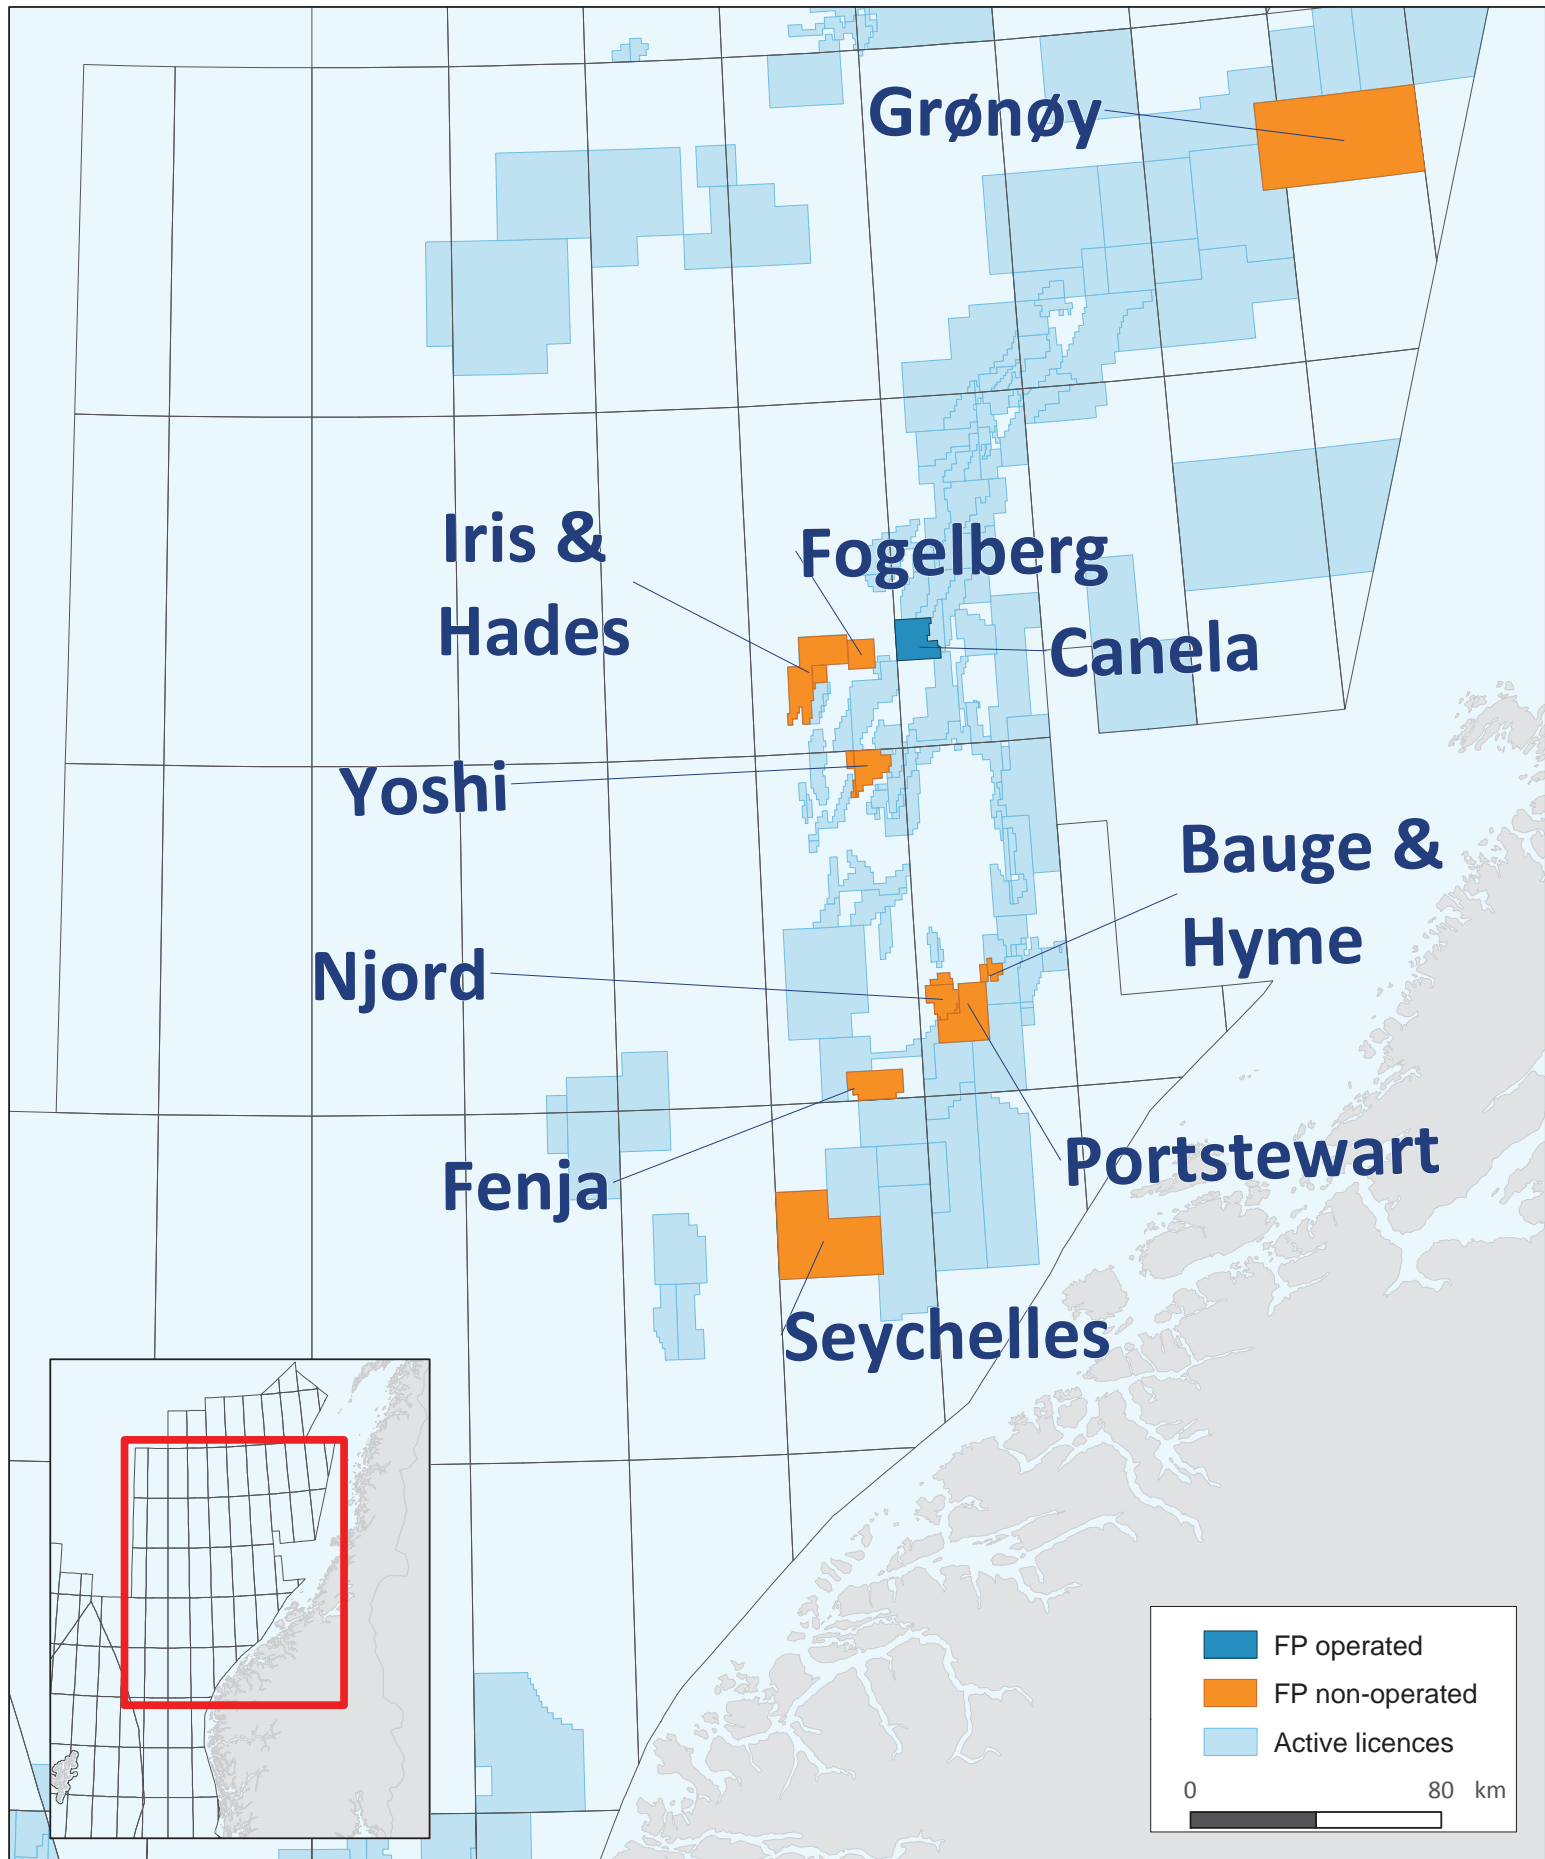 Grønøy
Iris &
Hades
Fogelberg
Canela
Yoshi
Bauge &
Hyme
Njord
Portstewart
Fenja
Seychelles
FP operated
FP non-operated
Active licences
0 80 km